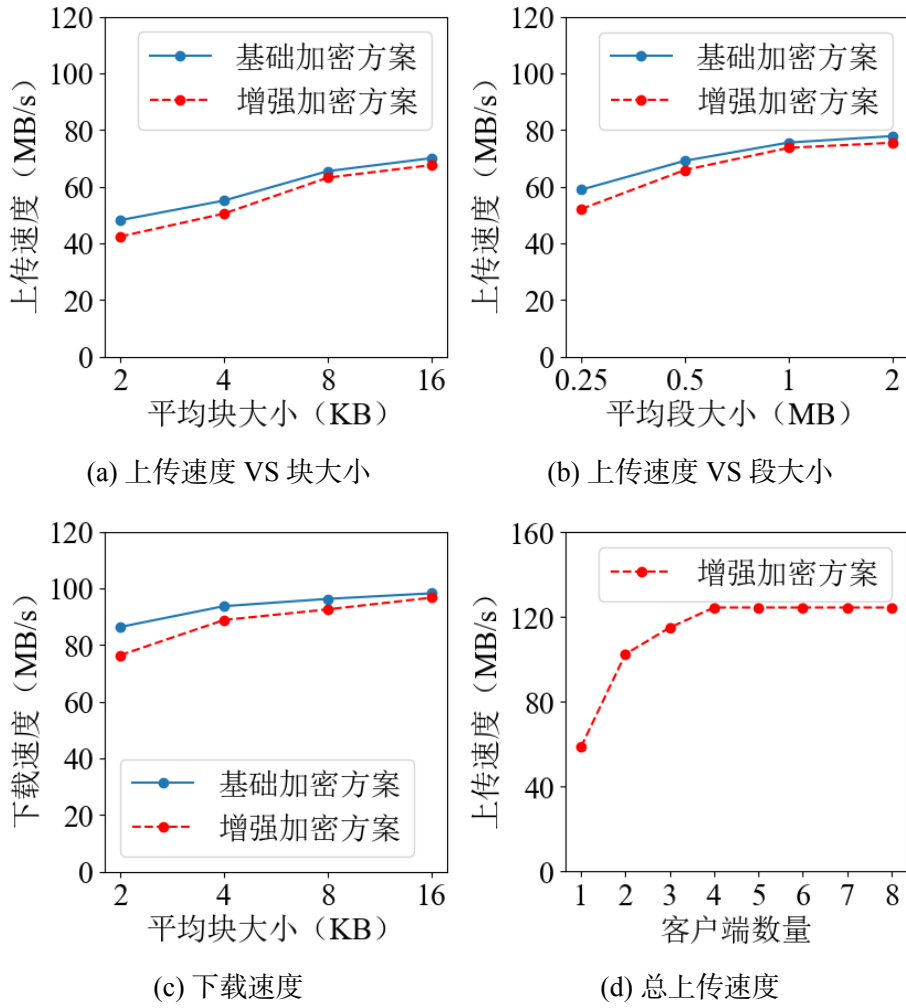 120
100
80
60
40
20
0
上传速度（MB/s）
基础加密方案
增强加密方案
2 4 8 16
平均块大小（KB）
(a) 上传速度 VS 块大小
120
100
80
60
40
20
0
上传速度（MB/s）
基础加密方案
增强加密方案
0.25 0.5 1 2
平均段大小（MB）
(b) 上传速度 VS 段大小
120
100
80
60
40
20
0
下载速度（MB/s）
基础加密方案
增强加密方案
2 4 8 16
平均块大小（KB）
(c) 下载速度
160
120
80
40
0
上传速度（MB/s）
增强加密方案
1 2 3 4 5 6 7 8
客户端数量
(d) 总上传速度